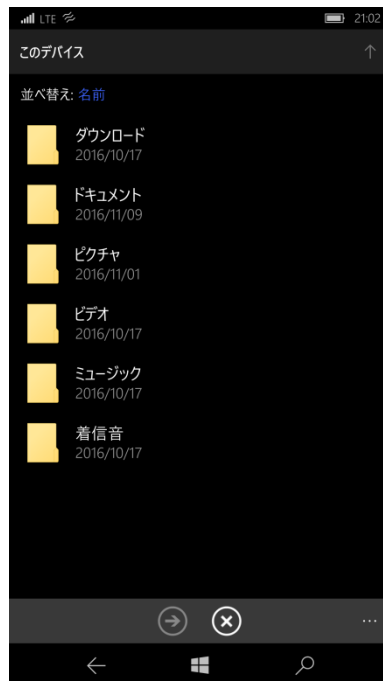 LTE 21:02
このデバイス
並べ替え: 名前
ダウンロード
2016/10/17
ドキュメント
2016/11/09
ピクチャ
2016/11/01
ビデオ
2016/10/17
ミュージック
2016/10/17
着信音
2016/10/17